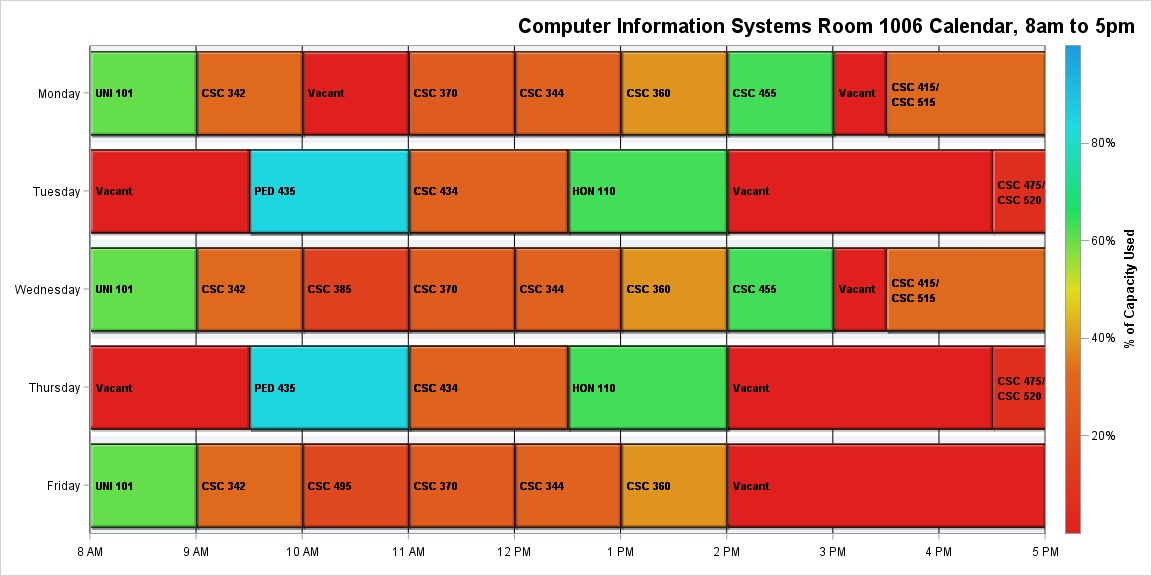 Computer Information Systems Room 1006 Calendar, 8am to 5pm
Monday
UNI 101
CSC 342
Vacant
CSC 370
CSC 344
CSC 360
CSC 455
Vacant
CSC 415/
CSC 515
Tuesday
Vacant
PED 435
CSC 434
HON 110
Vacant
CSC 475/
CSC 520
Wednesday
UNI 101
CSC 342
CSC 385
CSC 370
CSC 344
CSC 360
CSC 455
Vacant
CSC 415/
CSC 515
Thursday
Vacant
PED 435
CSC 434
HON 110
Vacant
CSC 475/
CSC 520
Friday
UNI 101
CSC 342
CSC 495
CSC 370
CSC 344
CSC 360
Vacant
8 AM
9 AM
10 AM
11 AM
12 PM
1 PM
2 PM
3 PM
4 PM
5 PM
80%
60%
40%
20%
% of Capacity Used